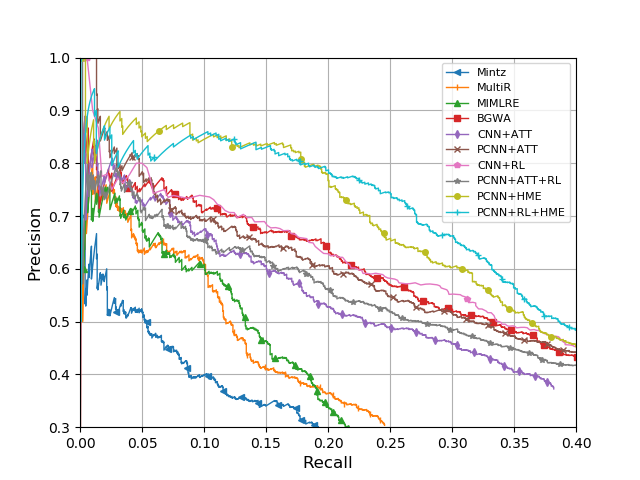 1.0
0.9
0.8
0.7
0.6
0.5
0.4
0.3
Precision
0.00 0.05 0.10 0.15 0.20 0.25 0.30 0.35 0.40
Recall
Mintz
MultiR
MIMLRE
BGWA
CNN+ATT
PCNN+ATT
CNN+RL
PCNN+ATT+RL
PCNN+HME
PCNN+RL+HME